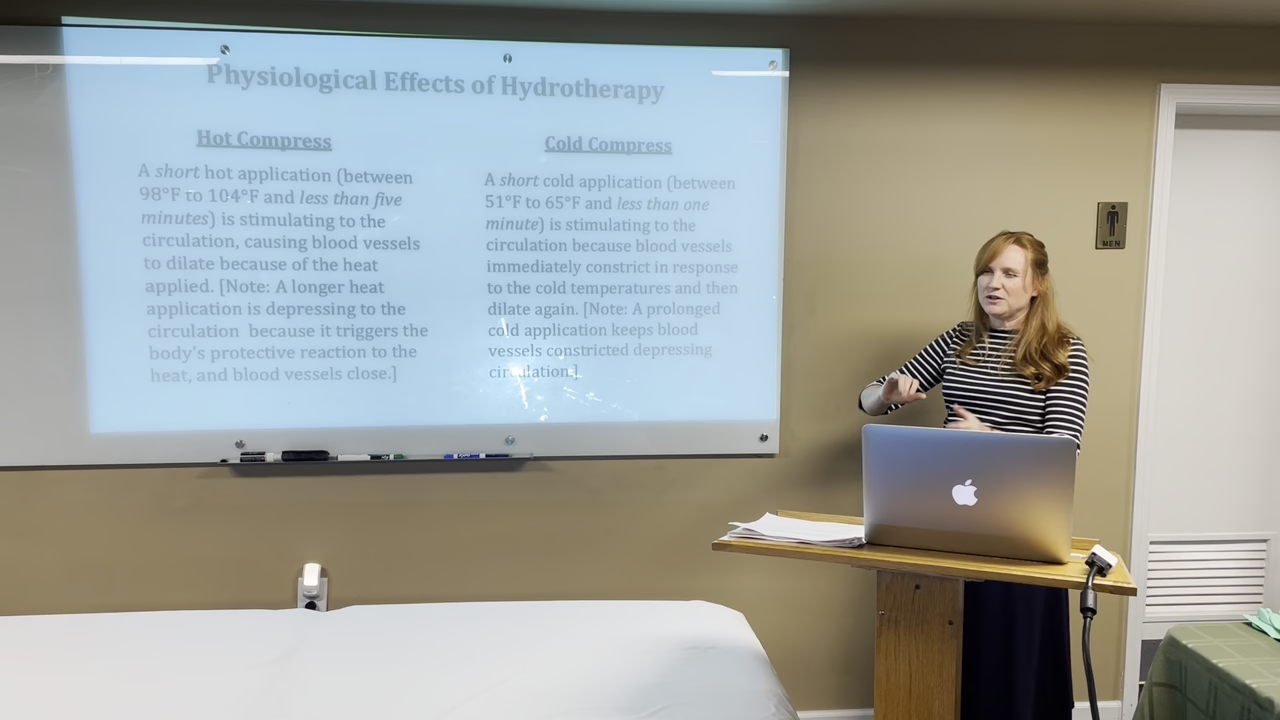 Physiological Effects of Hydrotherapy
Hot Compress
A short hot application (between
98°F to 104°F and less than five
minutes) is stimulating to the
circulation, causing blood vessels
to dilate because of the heat
applied. [Note: A longer heat
application is depressing to the
circulation because it triggers the
body's protective reaction to the
heat, and blood vessels close.]
Cold Compress
A short cold application (between
51°F to 65°F and less than one
minute) is stimulating to the
circulation because blood vessels
immediately constrict in response
to the cold temperatures and then
dilate again. [Note: A prolonged
cold application keeps blood
vessels constricted depressing
circulation.]
MEN